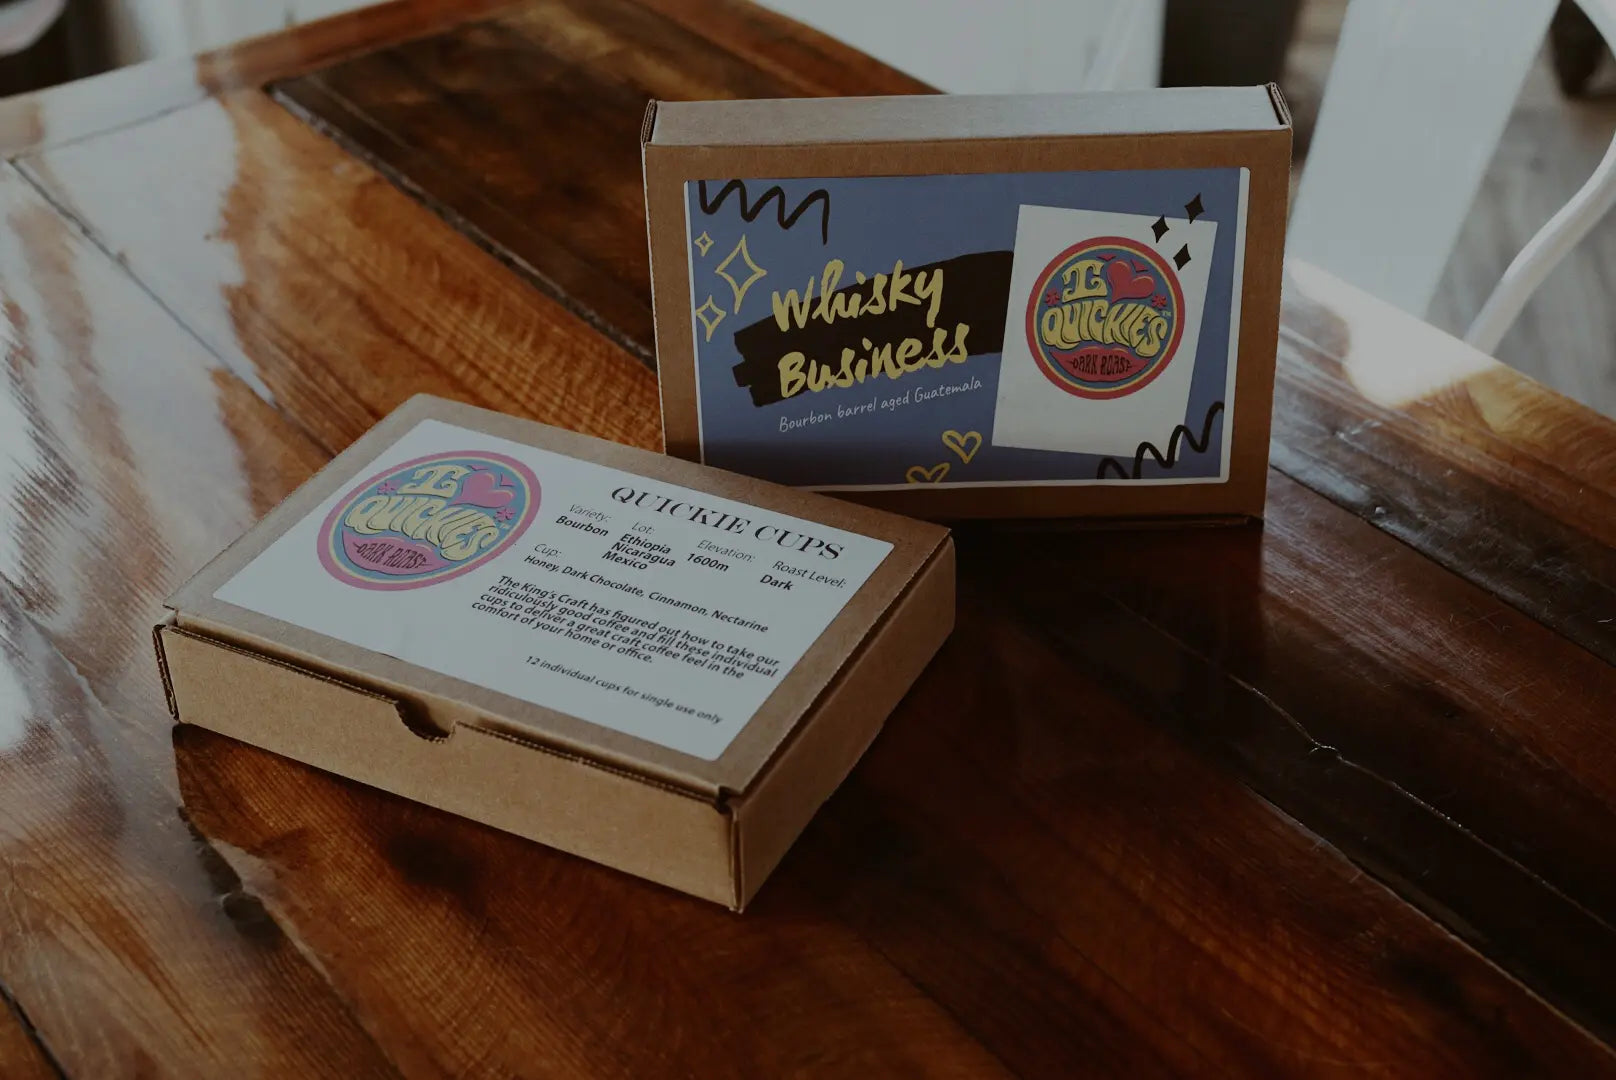 Whisky
Business
Bourbon barrel aged Guatemala
I
QUICKIES™
DARK ROAST
I
QUICKIES™
DARK ROAST
QUICKIE CUPS
Variety:
Bourbon
Lot:
Ethiopia
Nicaragua
Mexico
Elevation:
1600m
Roast Level:
Dark
Cup:
Honey, Dark Chocolate, Cinnamon, Nectarine
The King's Craft has figured out how to take our
ridiculously good coffee and fill these individual
cups to deliver a great craft coffee feel in the
comfort of your home or office.
12 individual cups for single use only